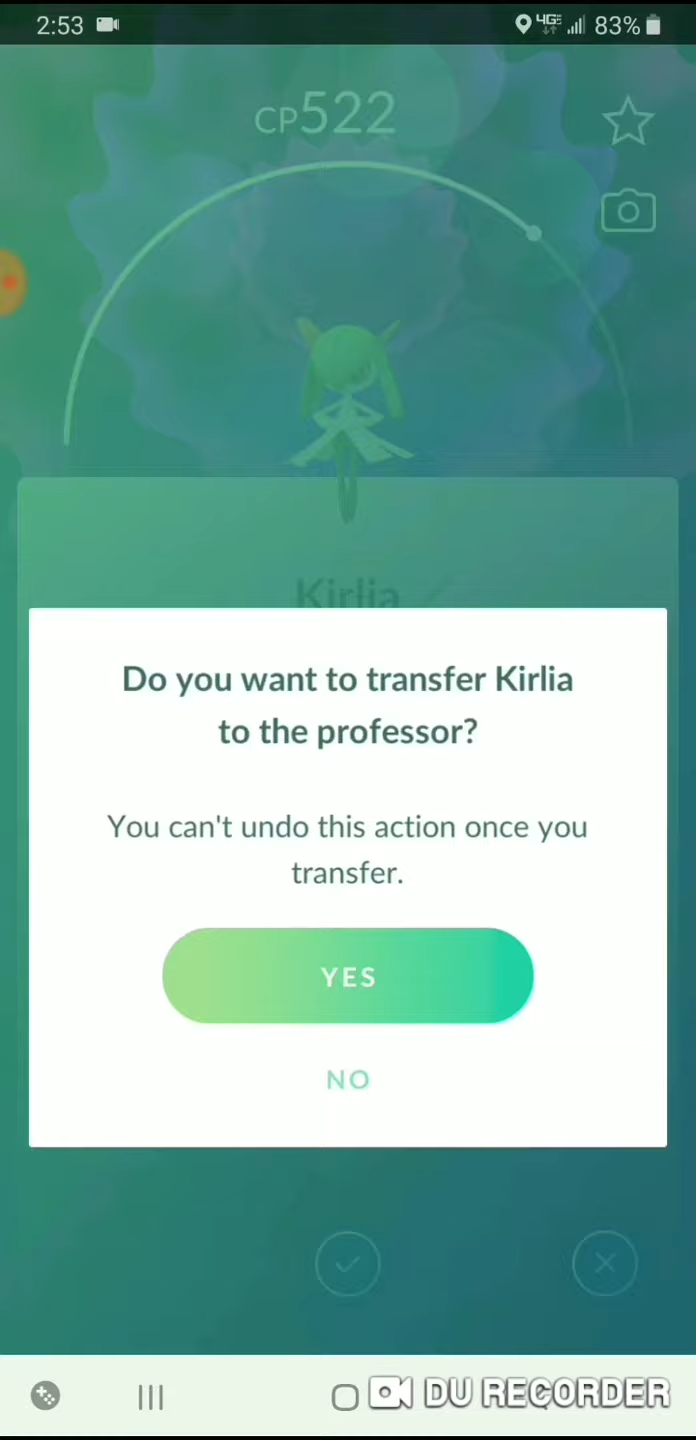 2:53
4GE 83%
CP522
Kirlia
Do you want to transfer Kirlia
to the professor?
You can't undo this action once you
transfer.
YES
NO
DU RECORDER